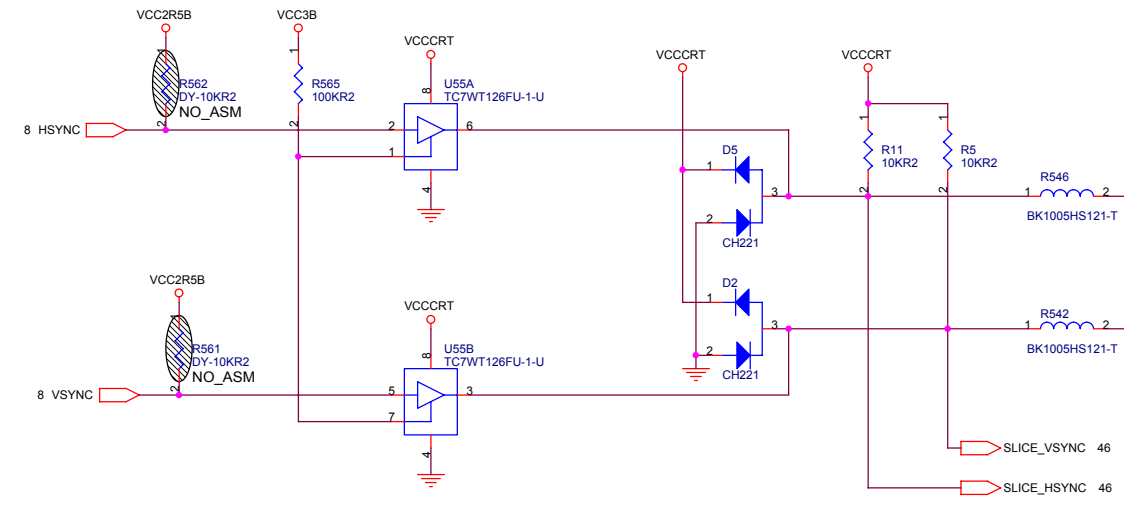 VCC2R5B
VCC3B
VCCCRT
1
R562
DY-10KR2
NO_ASM
2
1
R565
100KR2
2
8
U55A
TC7WT126FU-1-U
8 HSYNC
2
6
1
4
VCCCRT
VCCCRT
D5
1
3
2
CH221
1
R11
10KR2
2
1
R5
10KR2
2
R546
1
2
BK1005HS121-T
VCC2R5B
VCCCRT
1
R561
DY-10KR2
NO_ASM
2
8
U55B
TC7WT126FU-1-U
8 VSYNC
5
3
7
4
D2
1
3
2
CH221
R542
1
2
BK1005HS121-T
SLICE_VSYNC 46
SLICE_HSYNC 46